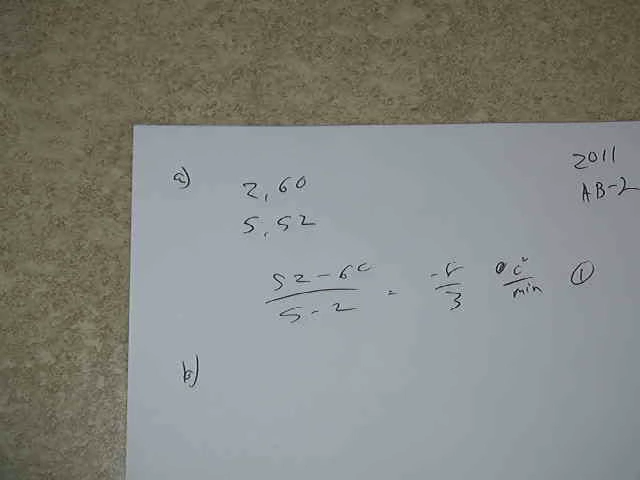 2011
AB-2
a) 2, 60
5, 52
52-60 / 5-2 = -8/3 C°/min ①
b)